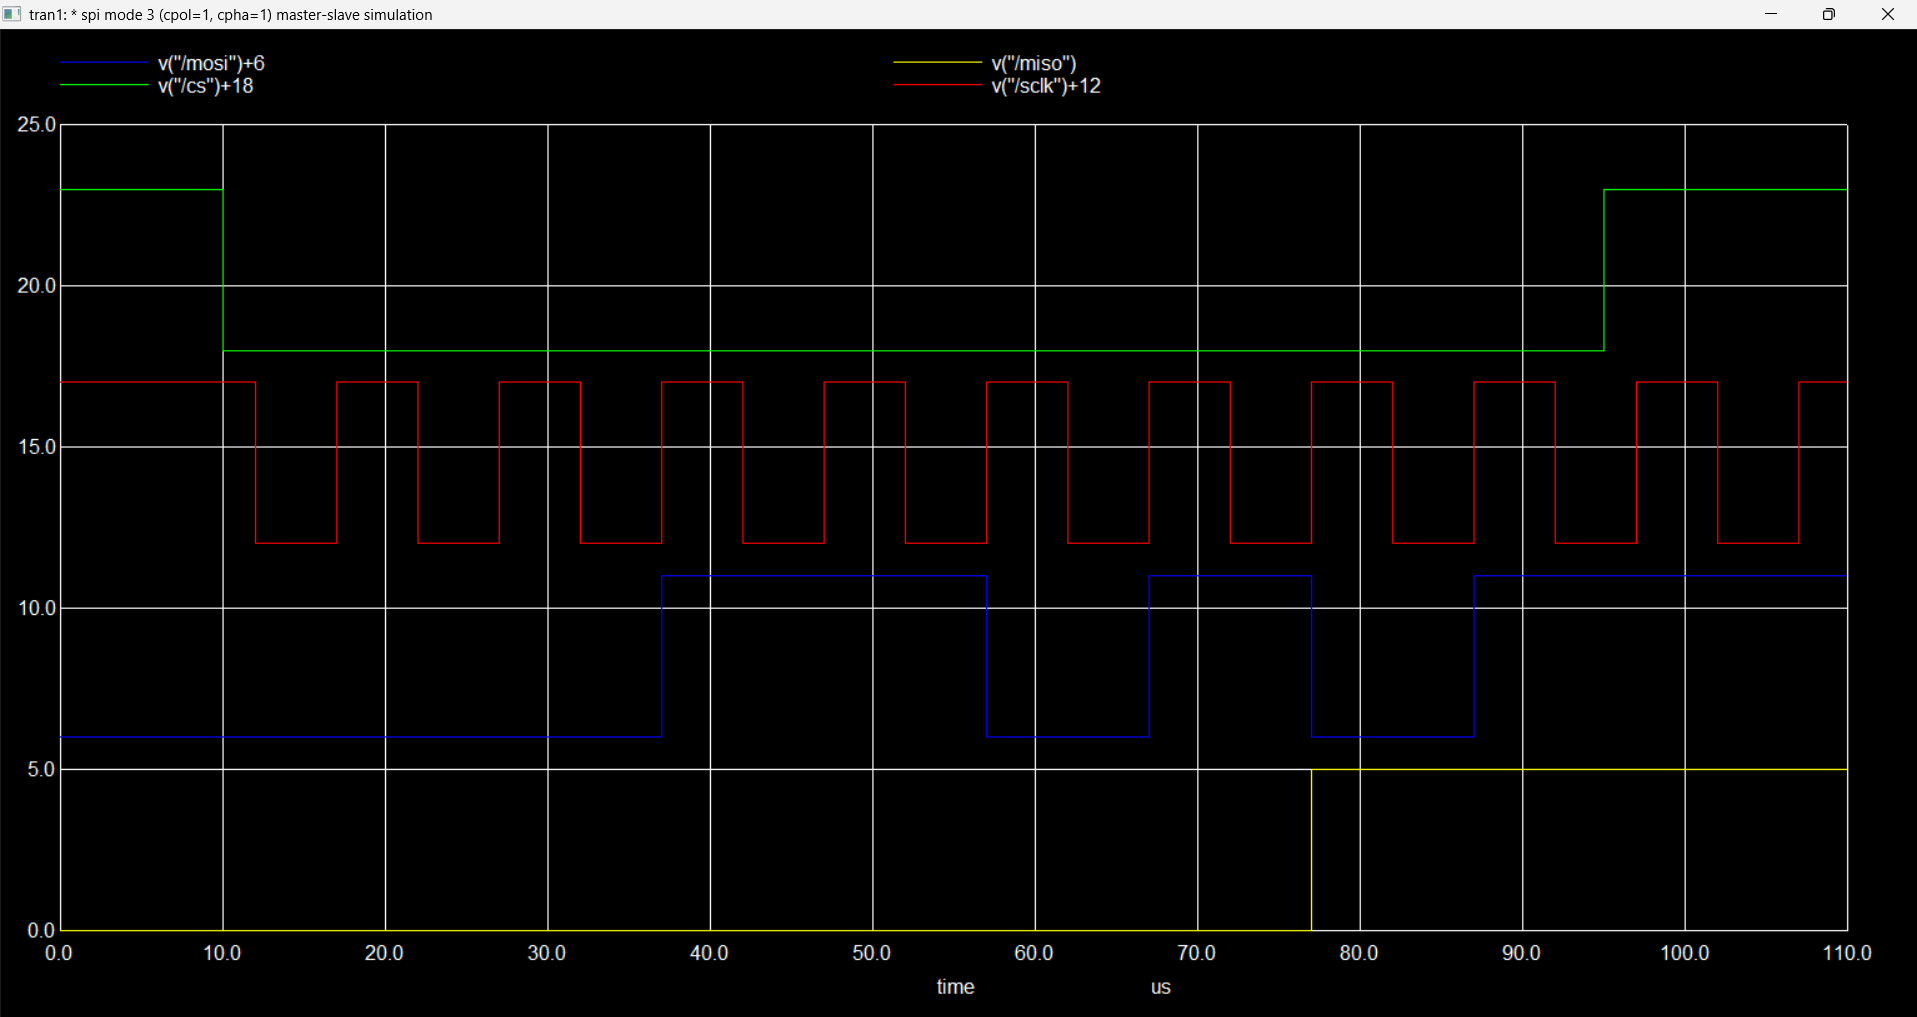 tran1: * spi mode 3 (cpol=1, cpha=1) master-slave simulation
v("/mosi")+6
v("/miso")
v("/cs")+18
v("/sclk")+12
25.0
20.0
15.0
10.0
5.0
0.0
0.0 10.0 20.0 30.0 40.0 50.0 60.0 70.0 80.0 90.0 100.0 110.0
time us